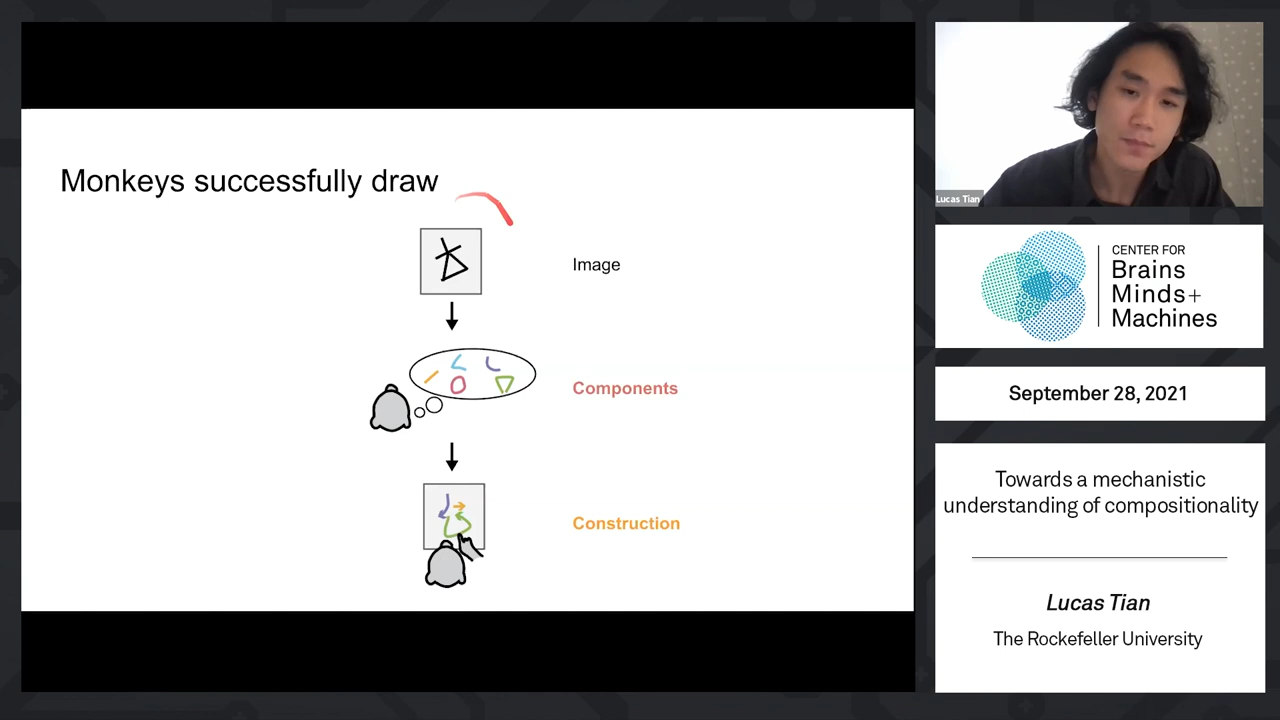 Monkeys successfully draw
Image
Components
Construction
Lucas Tian
CENTER FOR
Brains
Minds+
Machines
September 28, 2021
Towards a mechanistic
understanding of compositionality
Lucas Tian
The Rockefeller University